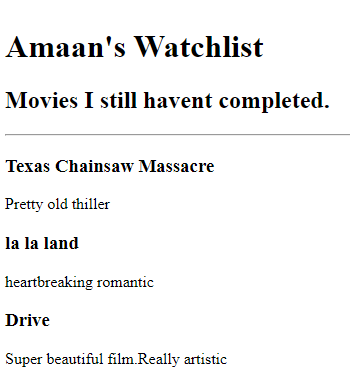 Amaan's Watchlist
Movies I still havent completed.
Texas Chainsaw Massacre
Pretty old thiller
la la land
heartbreaking romantic
Drive
Super beautiful film.Really artistic